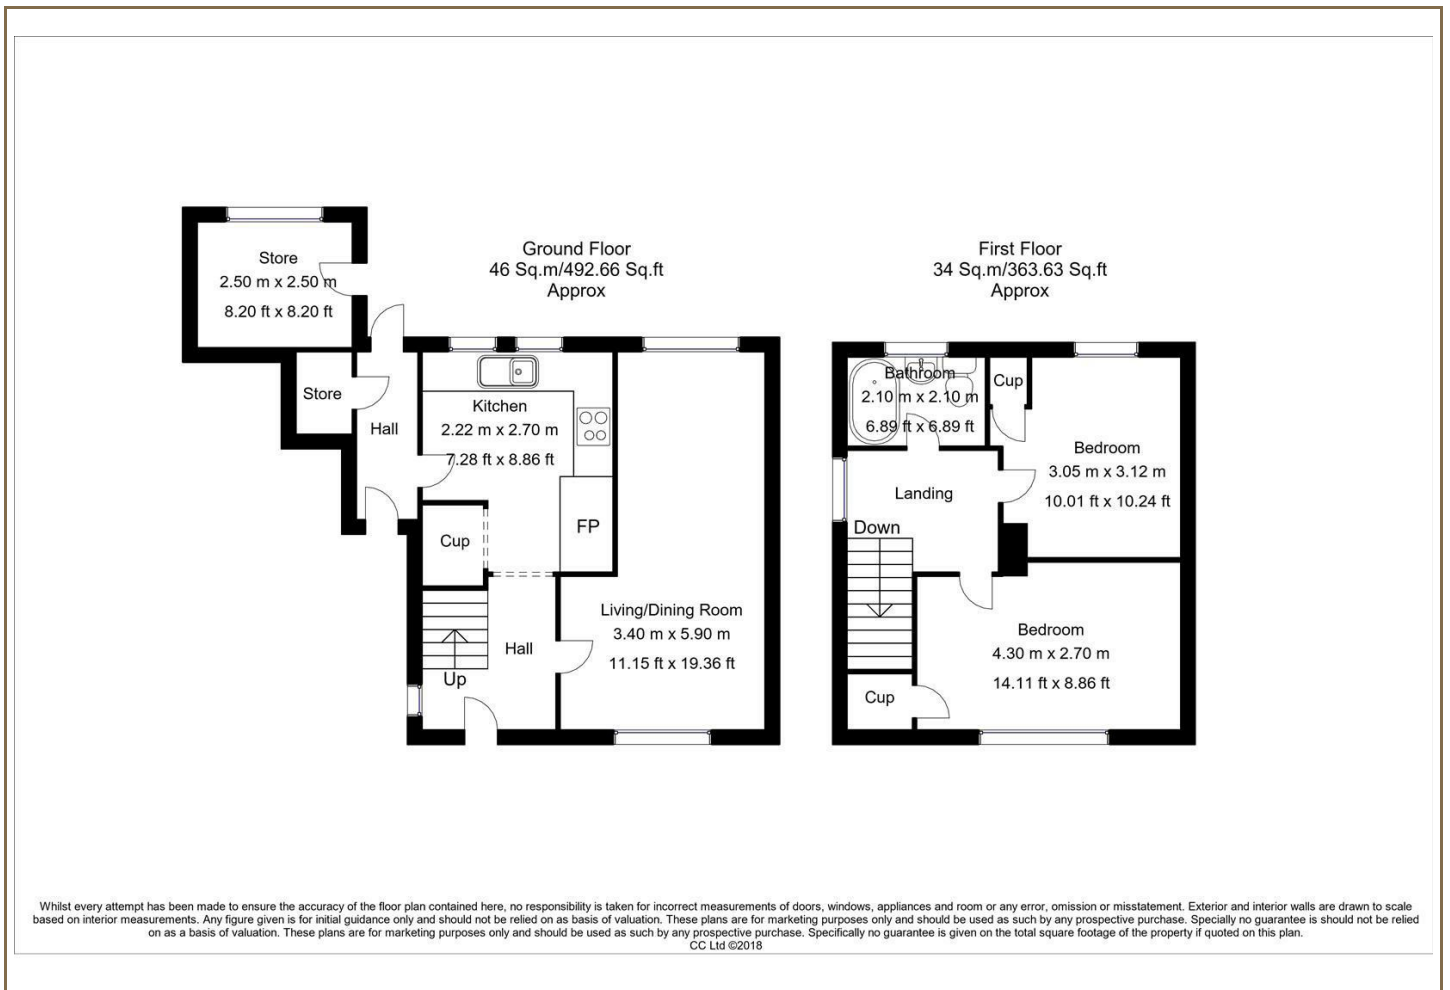 Ground Floor
46 Sq.m/492.66 Sq.ft
Approx
First Floor
34 Sq.m/363.63 Sq.ft
Approx
Store
2.50 m x 2.50 m
8.20 ft x 8.20 ft
Store
Hall
Kitchen
2.22 m x 2.70 m
7.28 ft x 8.86 ft
Cup
FP
Hall
Up
Living/Dining Room
3.40 m x 5.90 m
11.15 ft x 19.36 ft
Bathroom
2.10 m x 2.10 m
6.89 ft x 6.89 ft
Cup
Bedroom
3.05 m x 3.12 m
10.01 ft x 10.24 ft
Landing
Down
Bedroom
4.30 m x 2.70 m
14.11 ft x 8.86 ft
Cup
Whilst every attempt has been made to ensure the accuracy of the floor plan contained here, no responsibility is taken for incorrect measurements of doors, windows, appliances and room or any error, omission or misstatement. Exterior and interior walls are drawn to scale
based on interior measurements. Any figure given is for initial guidance only and should not be relied on as basis of valuation. These plans are for marketing purposes only and should be used as such by any prospective purchase. Specially no guarantee is should not be relied
on as a basis of valuation. These plans are for marketing purposes only and should be used as such by any prospective purchase. Specifically no guarantee is given on the total square footage of the property if quoted on this plan.
CC Ltd ©2018